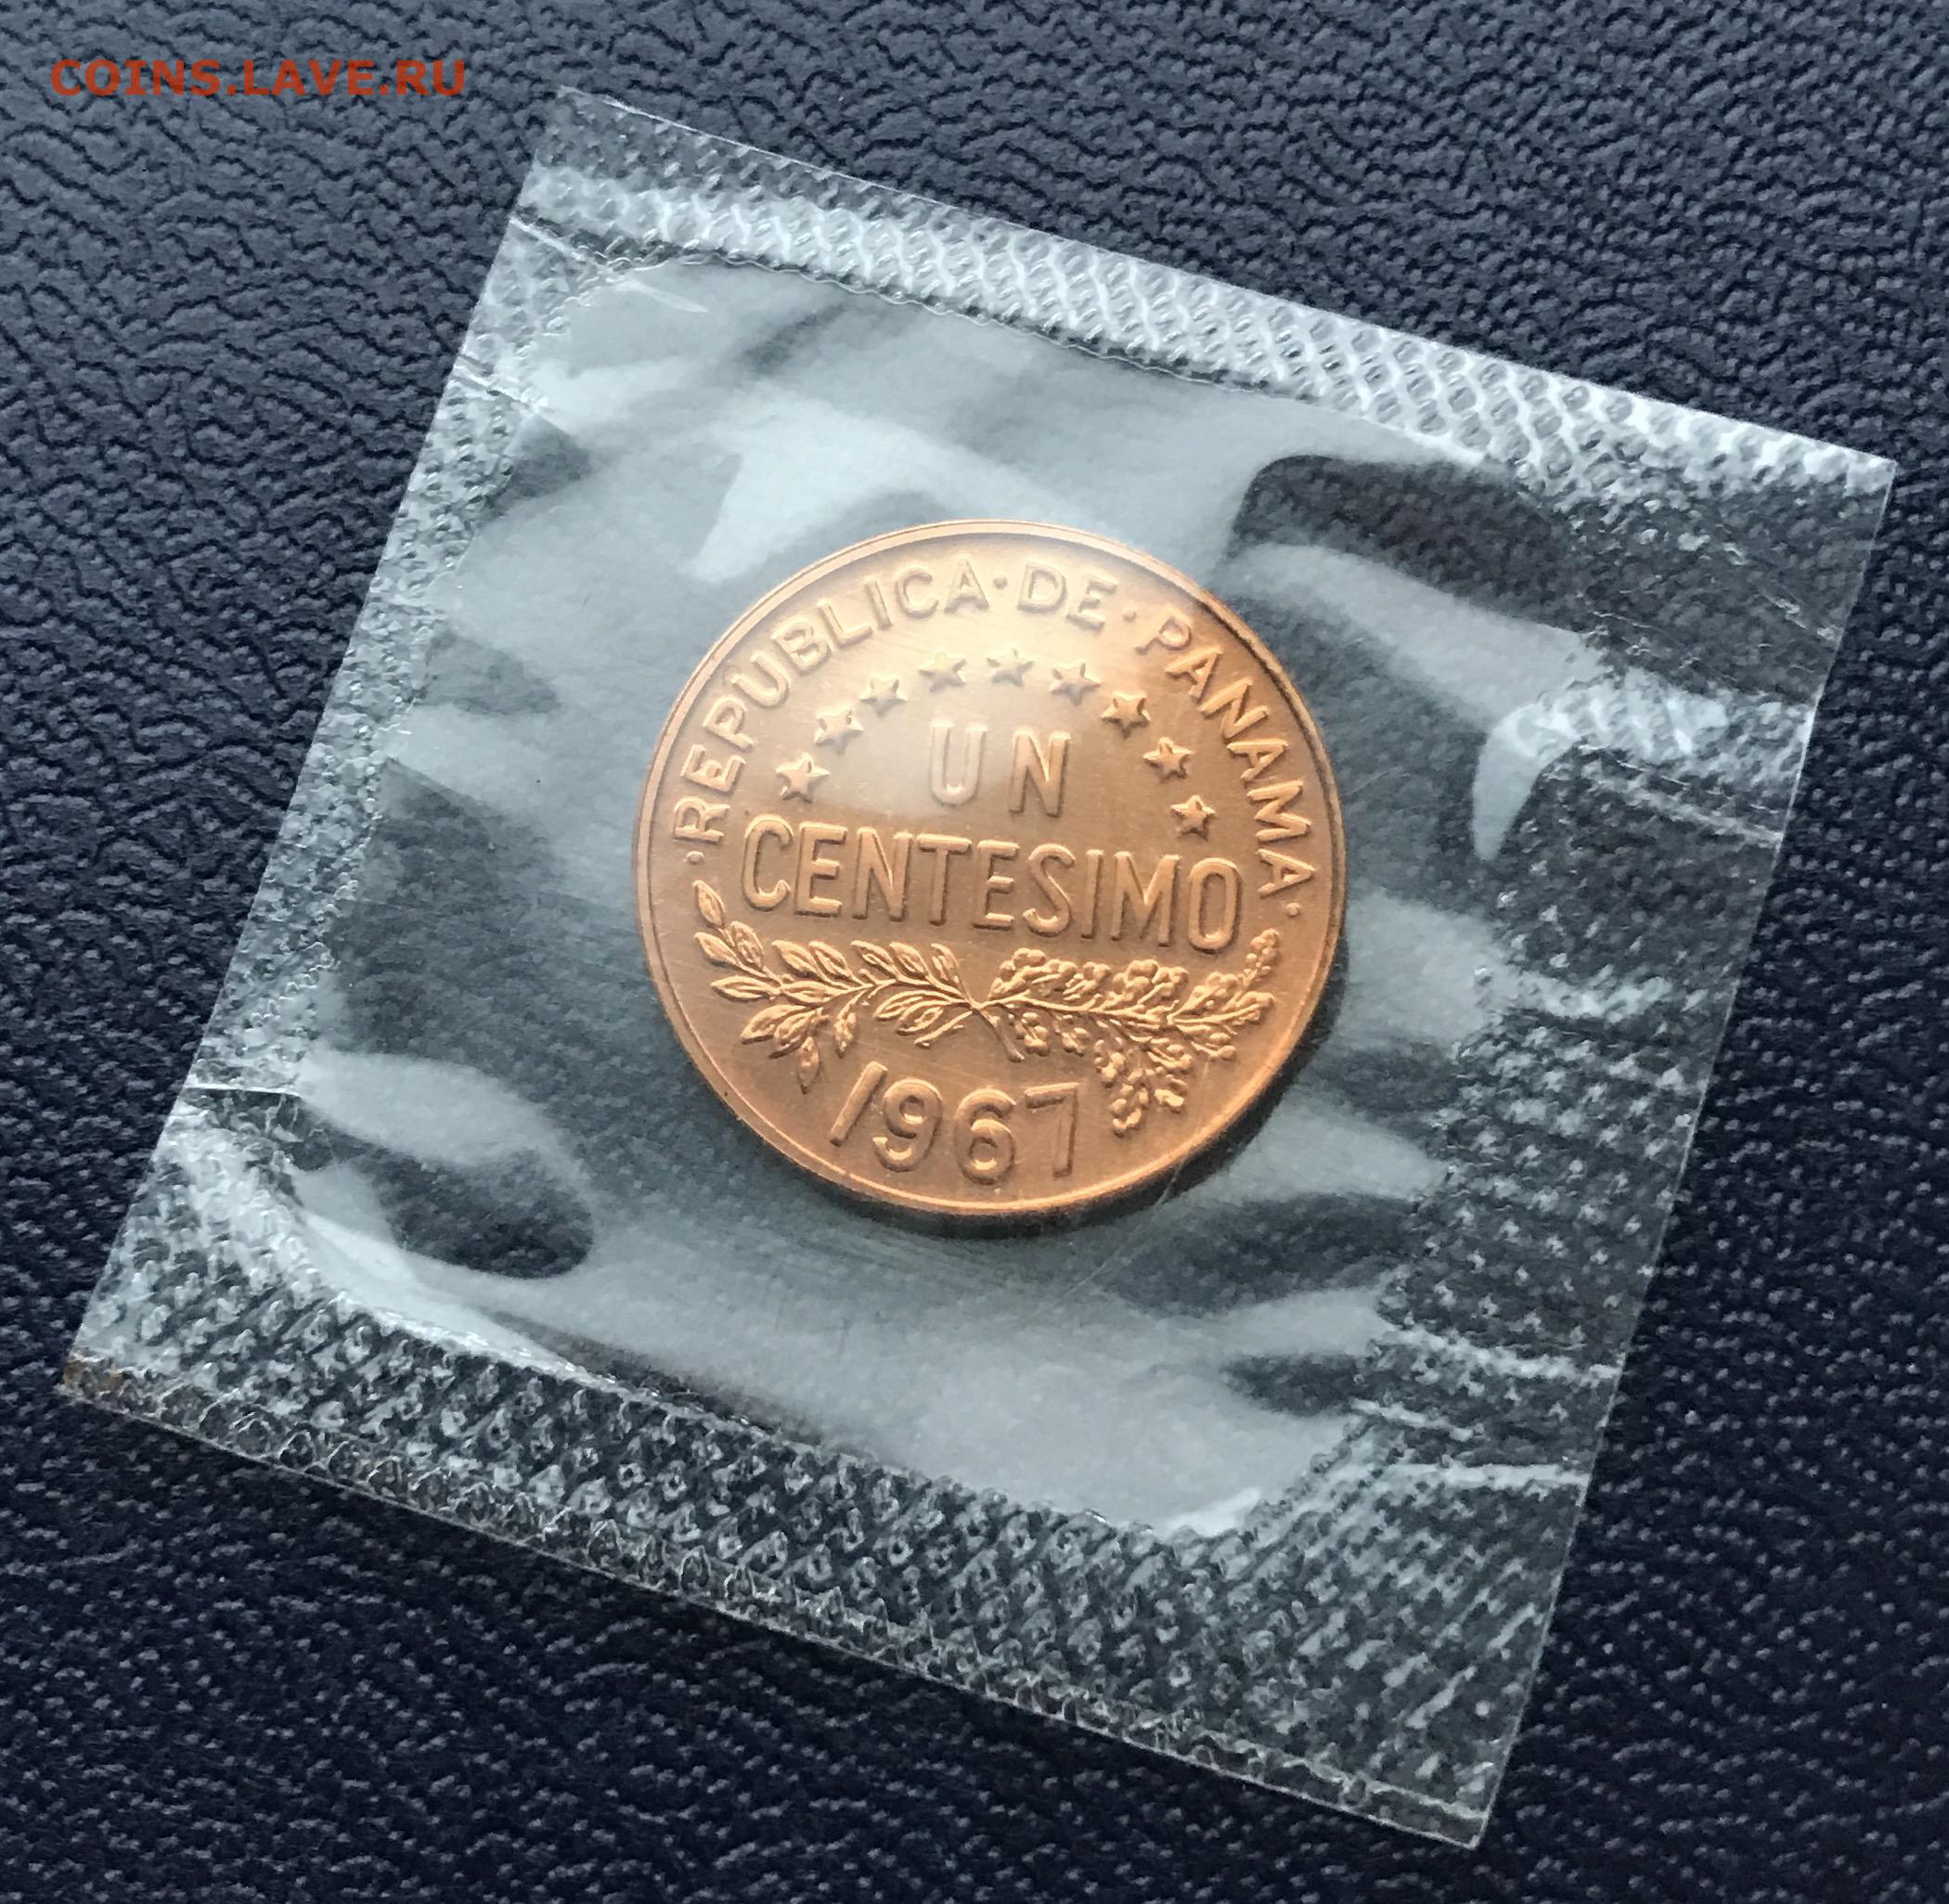 COINS.LAVE.RU
·REPUBLICA·DE·PANAMA·
UN
CENTESIMO
1967